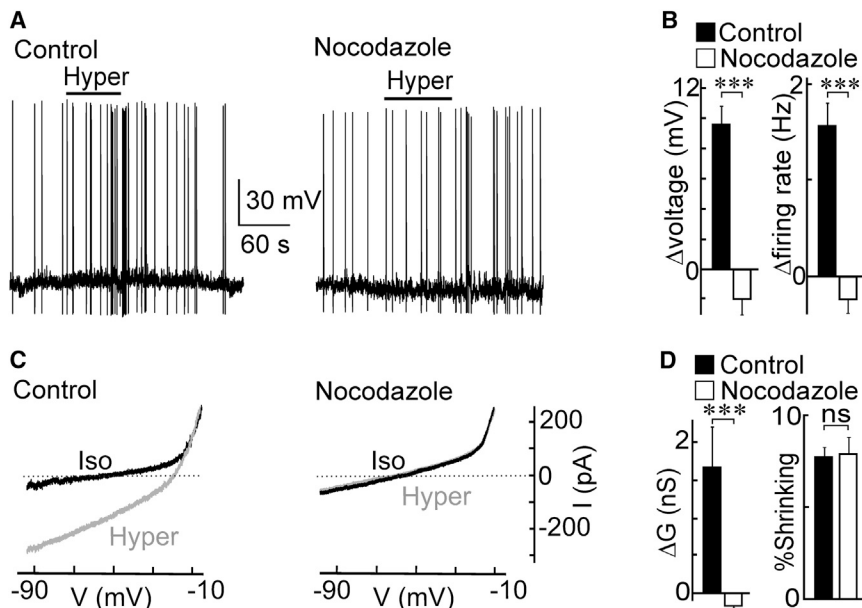 A
Control
Hyper
Nocodazole
Hyper
30 mV
60 s
B
Control
Nocodazole
Δvoltage (mV)
12
0
***
Δfiring rate (Hz)
2
0
***
C
Control
Iso
Hyper
-90
-10
V (mV)
Nocodazole
Iso
Hyper
-90
-10
V (mV)
200
0
-200
I (pA)
D
Control
Nocodazole
ΔG (nS)
2
0
***
%Shrinking
10
0
ns